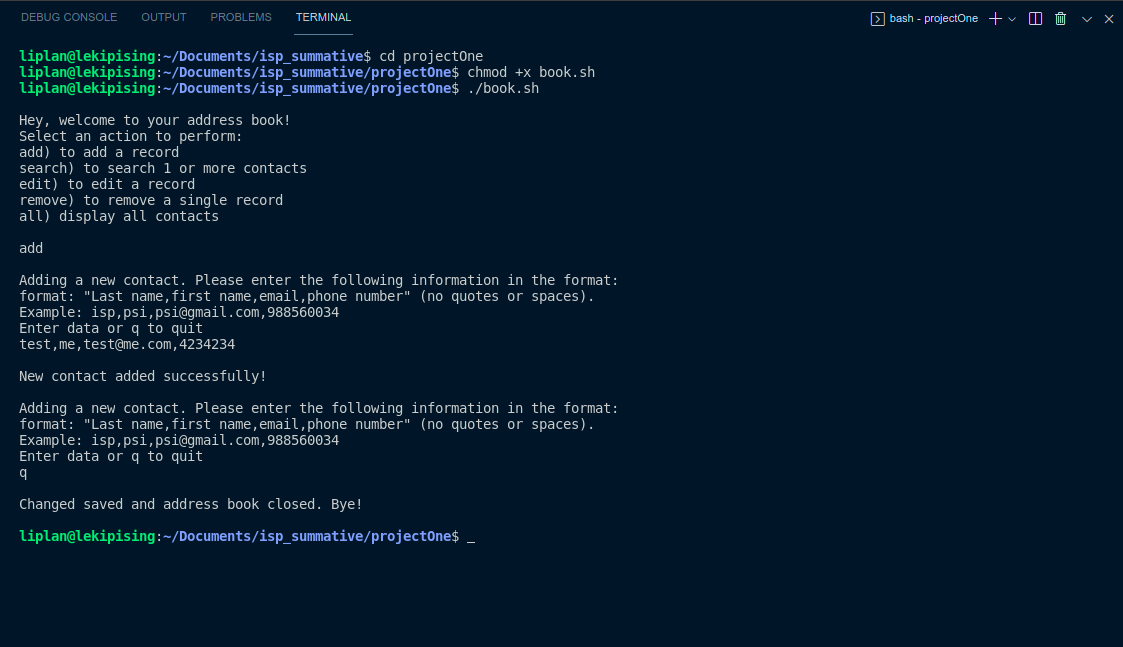 DEBUG CONSOLE OUTPUT PROBLEMS TERMINAL bash - projectOne
liplan@lekipising:~/Documents/isp_summative$ cd projectOne
liplan@lekipising:~/Documents/isp_summative/projectOne$ chmod +x book.sh
liplan@lekipising:~/Documents/isp_summative/projectOne$ ./book.sh
Hey, welcome to your address book!
Select an action to perform:
add) to add a record
search) to search 1 or more contacts
edit) to edit a record
remove) to remove a single record
all) display all contacts
add
Adding a new contact. Please enter the following information in the format:
format: "Last name,first name,email,phone number" (no quotes or spaces).
Example: isp,psi,psi@gmail.com,988560034
Enter data or q to quit
test,me,test@me.com,4234234
New contact added successfully!
Adding a new contact. Please enter the following information in the format:
format: "Last name,first name,email,phone number" (no quotes or spaces).
Example: isp,psi,psi@gmail.com,988560034
Enter data or q to quit
q
Changed saved and address book closed. Bye!
liplan@lekipising:~/Documents/isp_summative/projectOne$ _